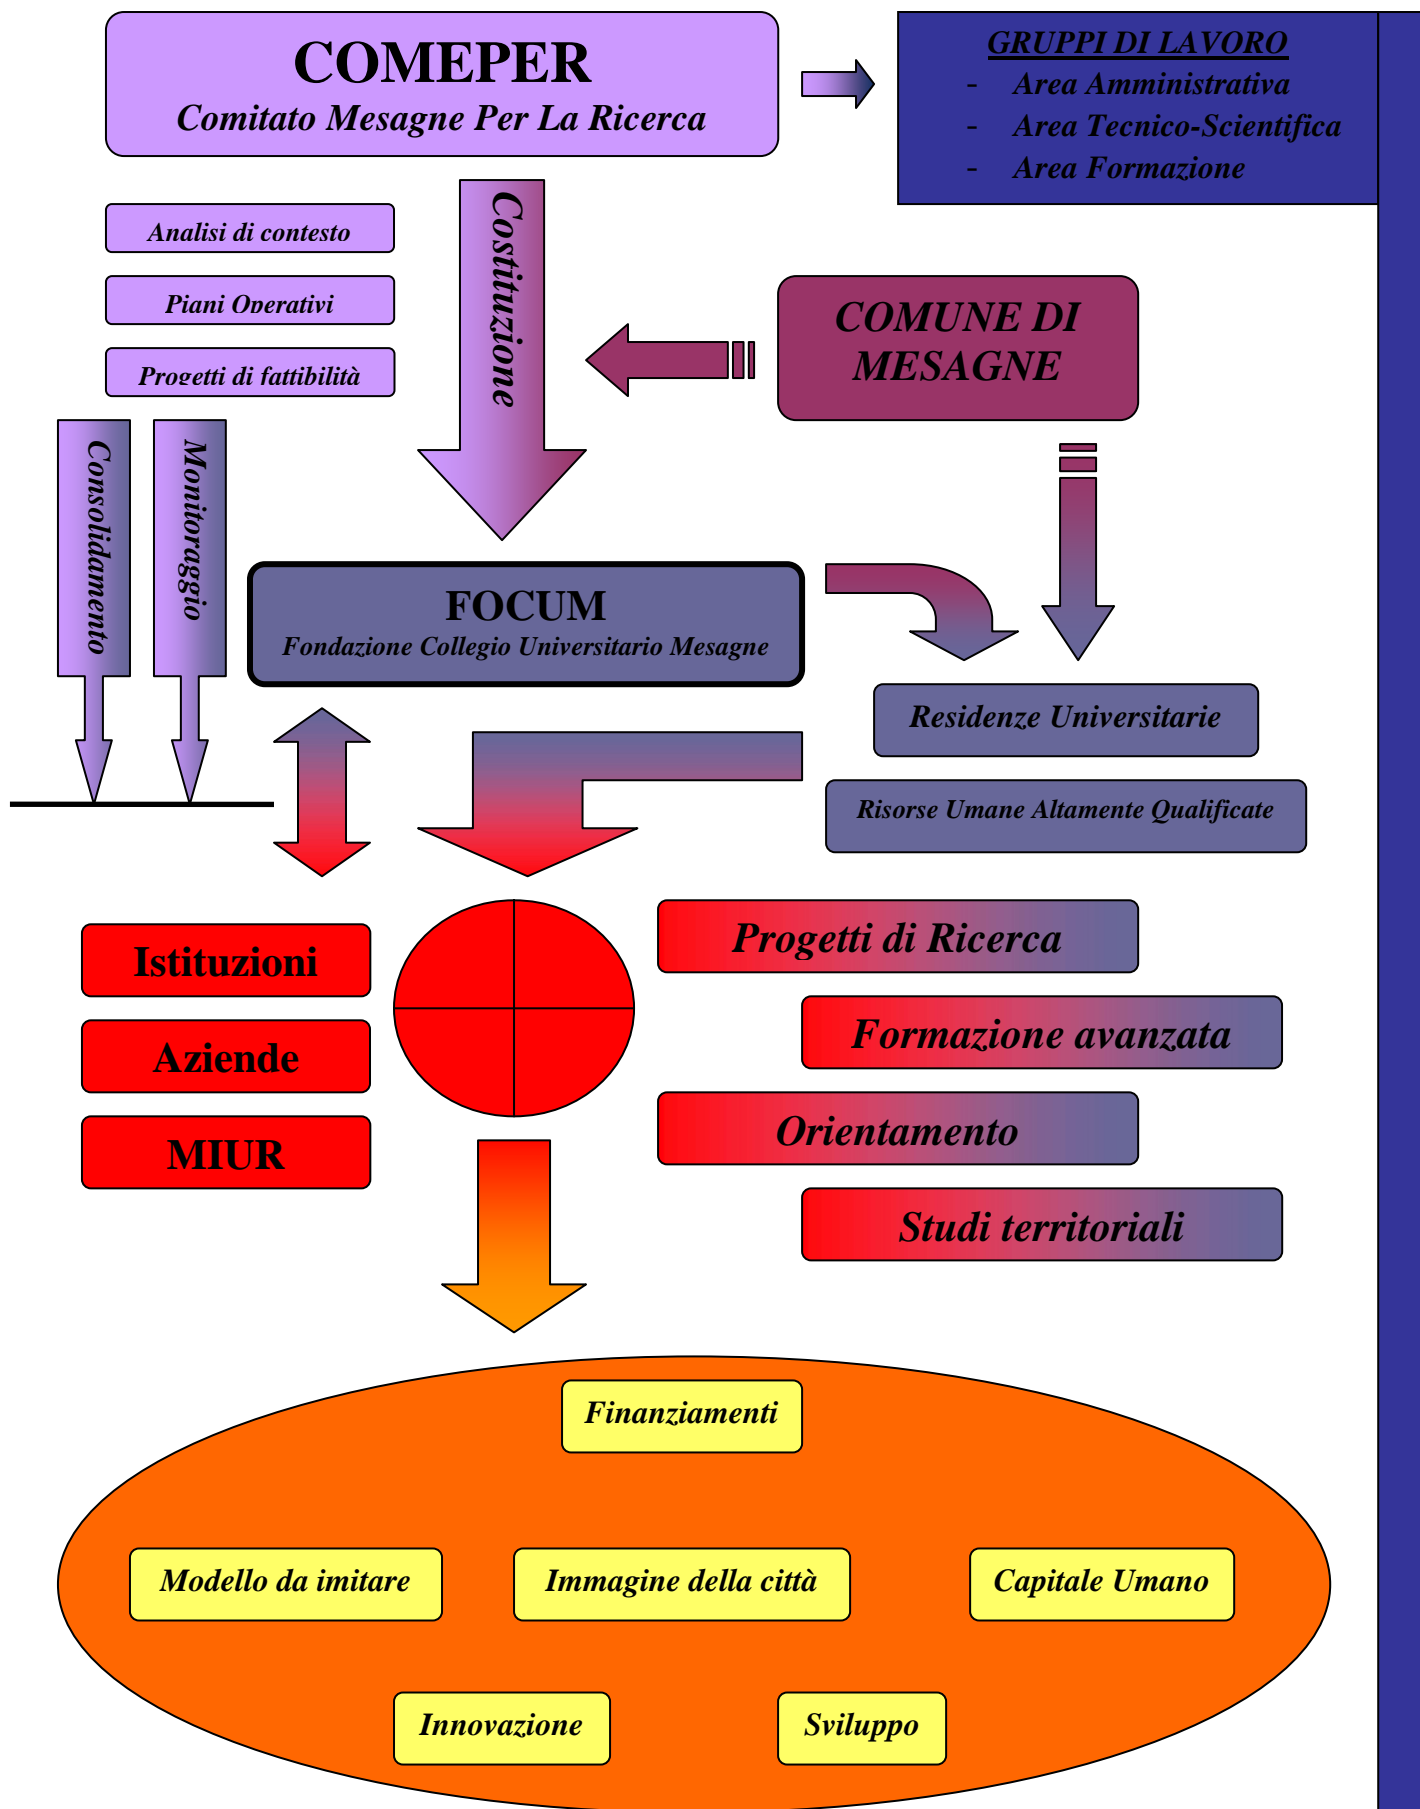 COMEPER
Comitato Mesagne Per La Ricerca
GRUPPI DI LAVORO
- Area Amministrativa
- Area Tecnico-Scientifica
- Area Formazione
Analisi di contesto
Piani Operativi
Progetti di fattibilità
Costituzione
COMUNE DI
MESAGNE
Consolidamento
Monitoraggio
FOCUM
Fondazione Collegio Universitario Mesagne
Residenze Universitarie
Risorse Umane Altamente Qualificate
Istituzioni
Aziende
MIUR
Progetti di Ricerca
Formazione avanzata
Orientamento
Studi territoriali
Finanziamenti
Modello da imitare
Immagine della città
Capitale Umano
Innovazione
Sviluppo